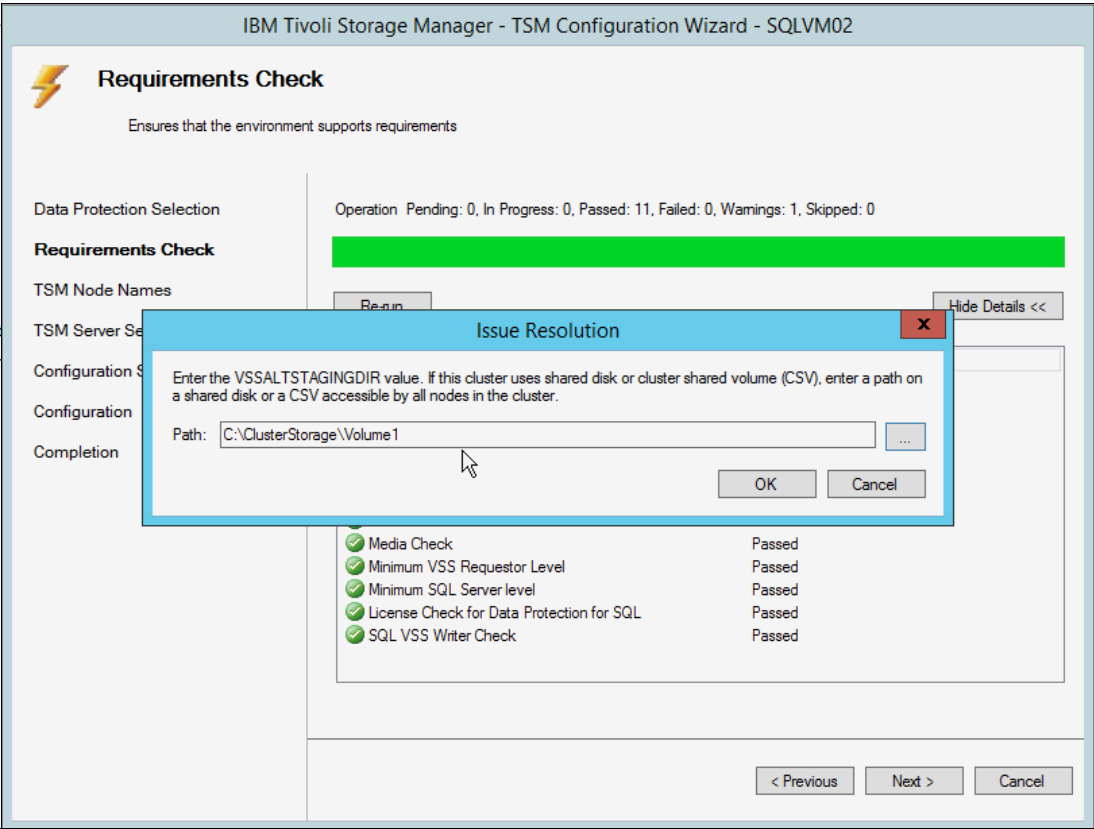 IBM Tivoli Storage Manager - TSM Configuration Wizard - SQLVM02
Requirements Check
Ensures that the environment supports requirements
Data Protection Selection
Requirements Check
TSM Node Names
TSM Server Se
Configuration S
Configuration
Completion
Operation Pending: 0, In Progress: 0, Passed: 11, Failed: 0, Warnings: 1, Skipped: 0
Re-run
Hide Details <<
Issue Resolution
x
Enter the VSSALTSTAGINGDIR value. If this cluster uses shared disk or cluster shared volume (CSV), enter a path on
a shared disk or a CSV accessible by all nodes in the cluster.
Path: C:\ClusterStorage\Volume1 ...
OK Cancel
Media Check Passed
Minimum VSS Requestor Level Passed
Minimum SQL Server level Passed
License Check for Data Protection for SQL Passed
SQL VSS Writer Check Passed
< Previous Next > Cancel